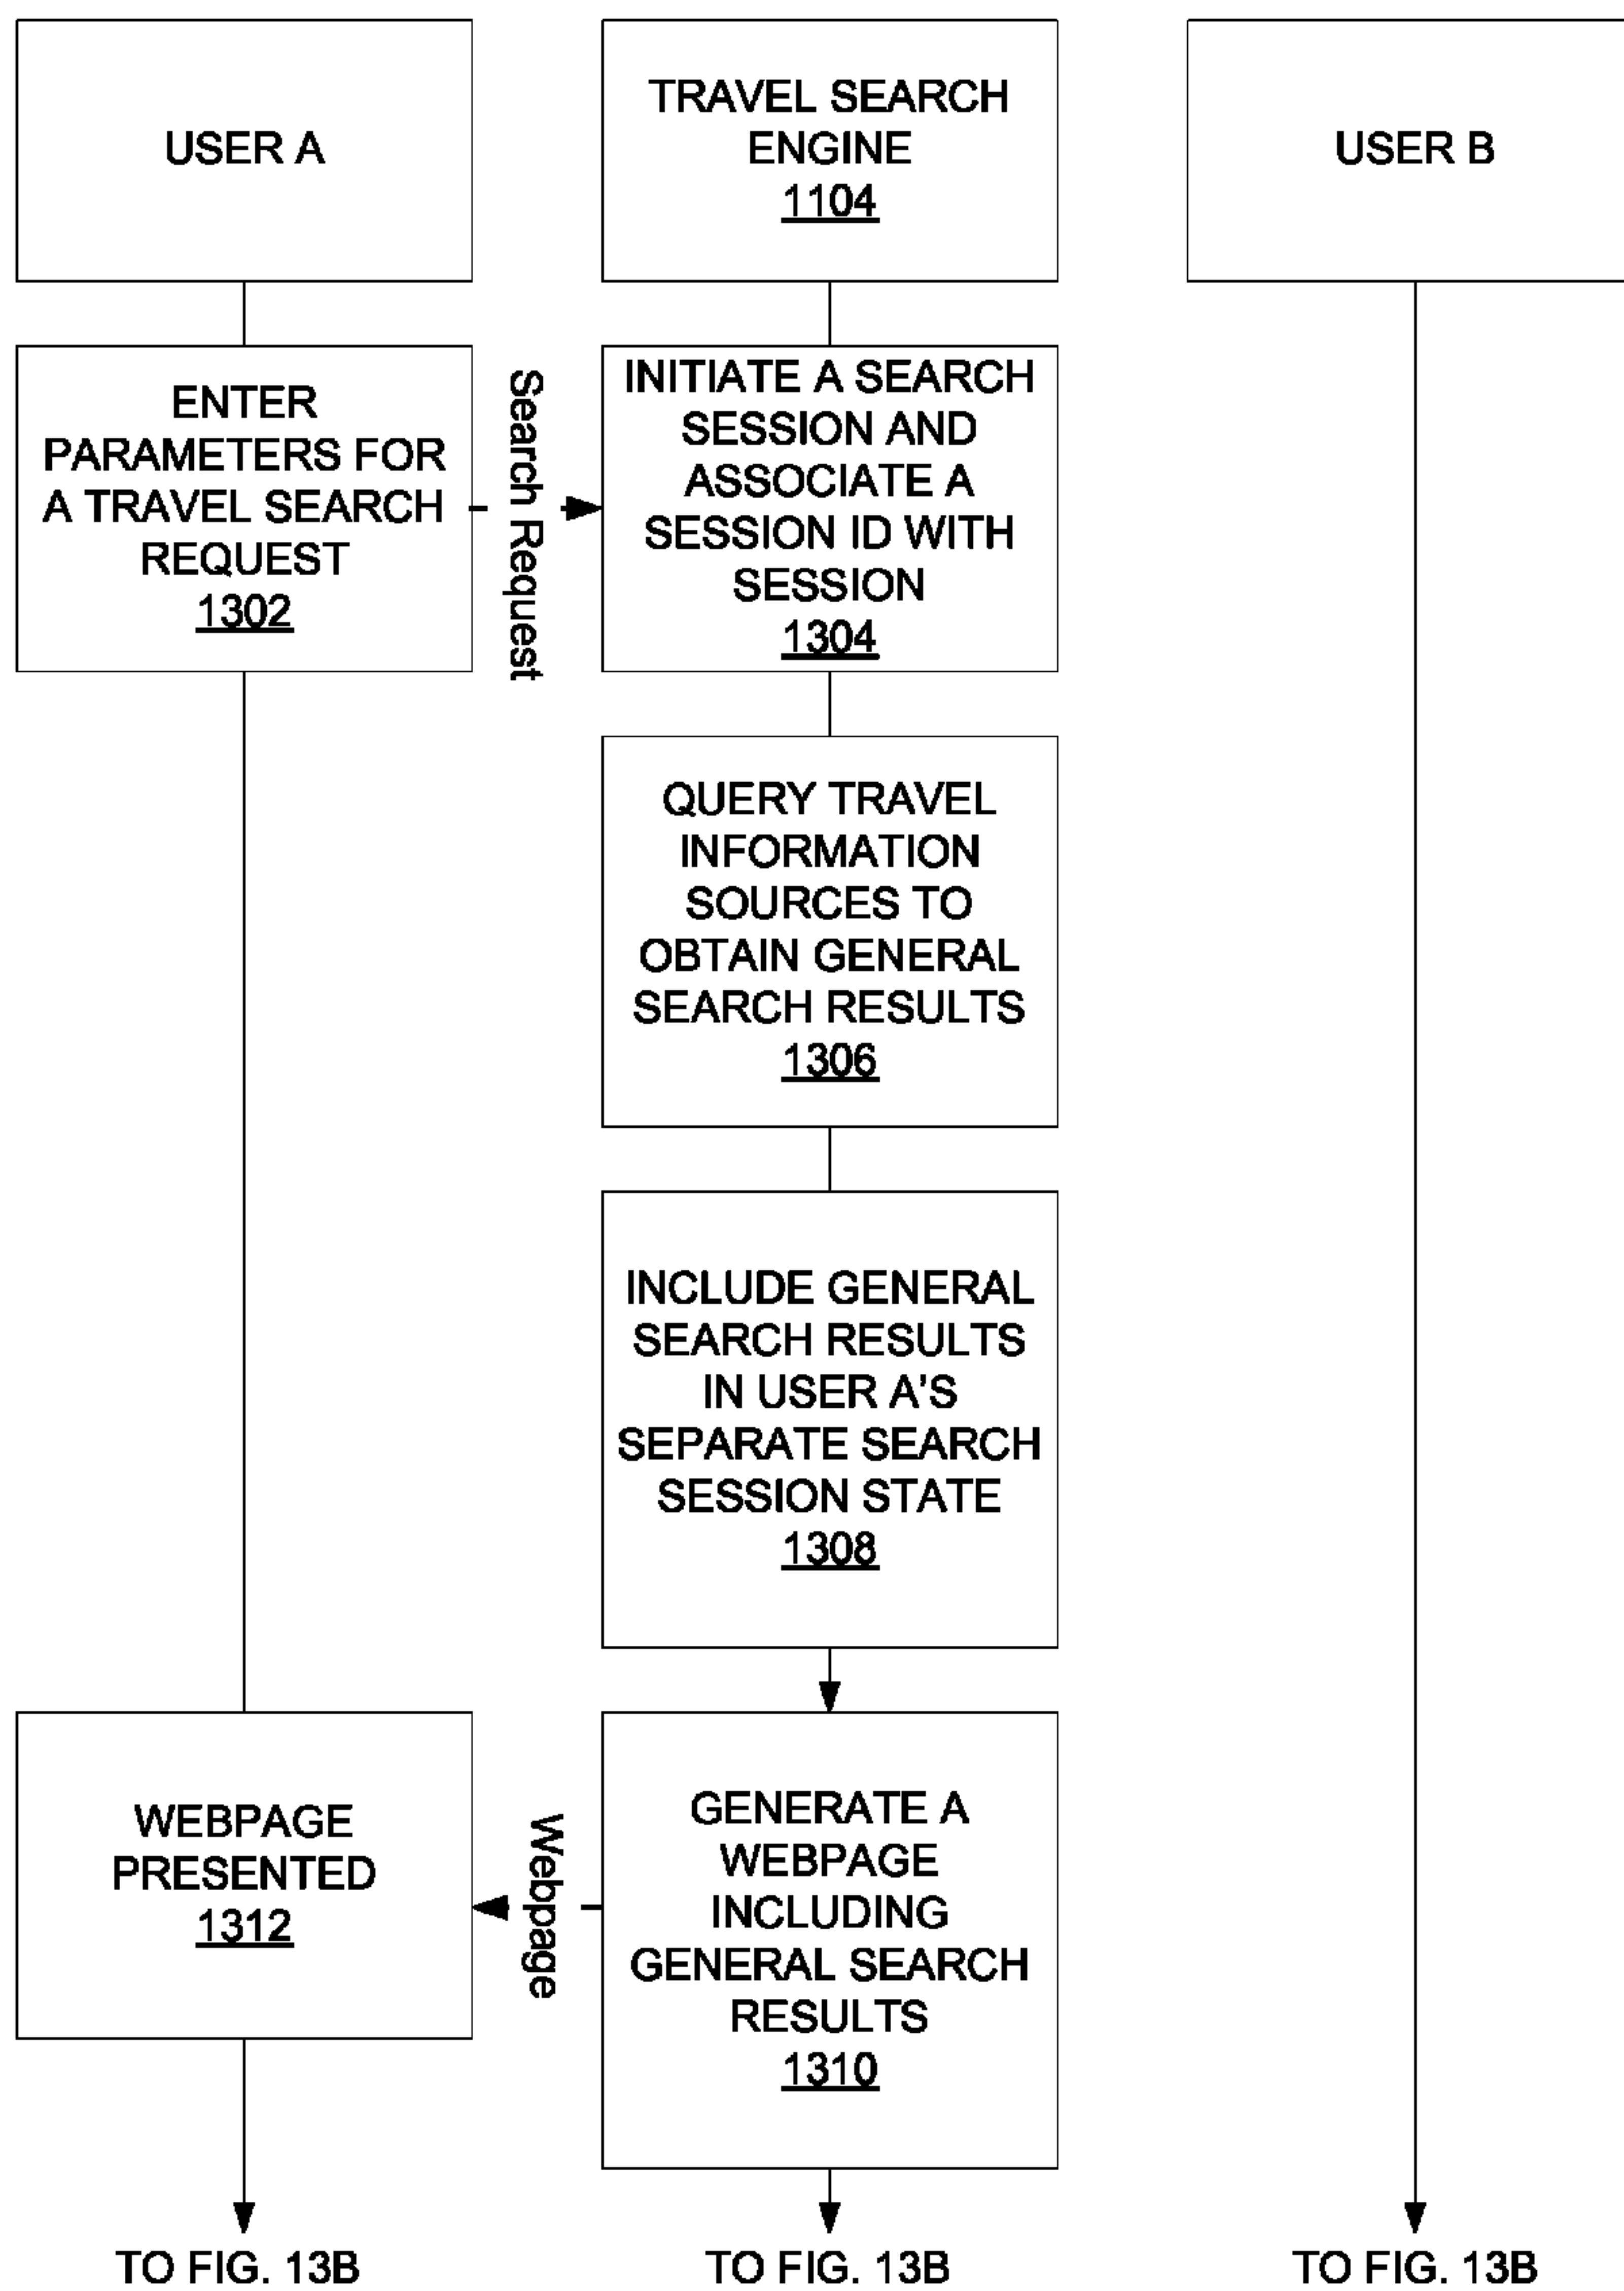 USER A
TRAVEL SEARCH
ENGINE
1104
USER B
ENTER
PARAMETERS FOR
A TRAVEL SEARCH
REQUEST
1302
Search Request
INITIATE A SEARCH
SESSION AND
ASSOCIATE A
SESSION ID WITH
SESSION
1304
QUERY TRAVEL
INFORMATION
SOURCES TO
OBTAIN GENERAL
SEARCH RESULTS
1306
INCLUDE GENERAL
SEARCH RESULTS
IN USER A'S
SEPARATE SEARCH
SESSION STATE
1308
WEBPAGE
PRESENTED
1312
Webpage
GENERATE A
WEBPAGE
INCLUDING
GENERAL SEARCH
RESULTS
1310
TO FIG. 13B
TO FIG. 13B
TO FIG. 13B